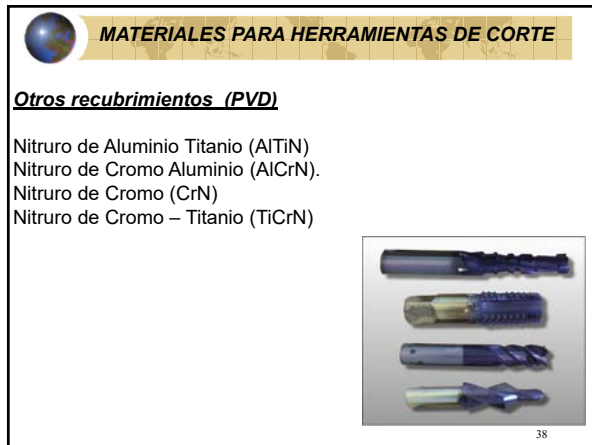 MATERIALES PARA HERRAMIENTAS DE CORTE
Otros recubrimientos (PVD)
Nitruro de Aluminio Titanio (AlTiN)
Nitruro de Cromo Aluminio (AlCrN).
Nitruro de Cromo (CrN)
Nitruro de Cromo – Titanio (TiCrN)
38